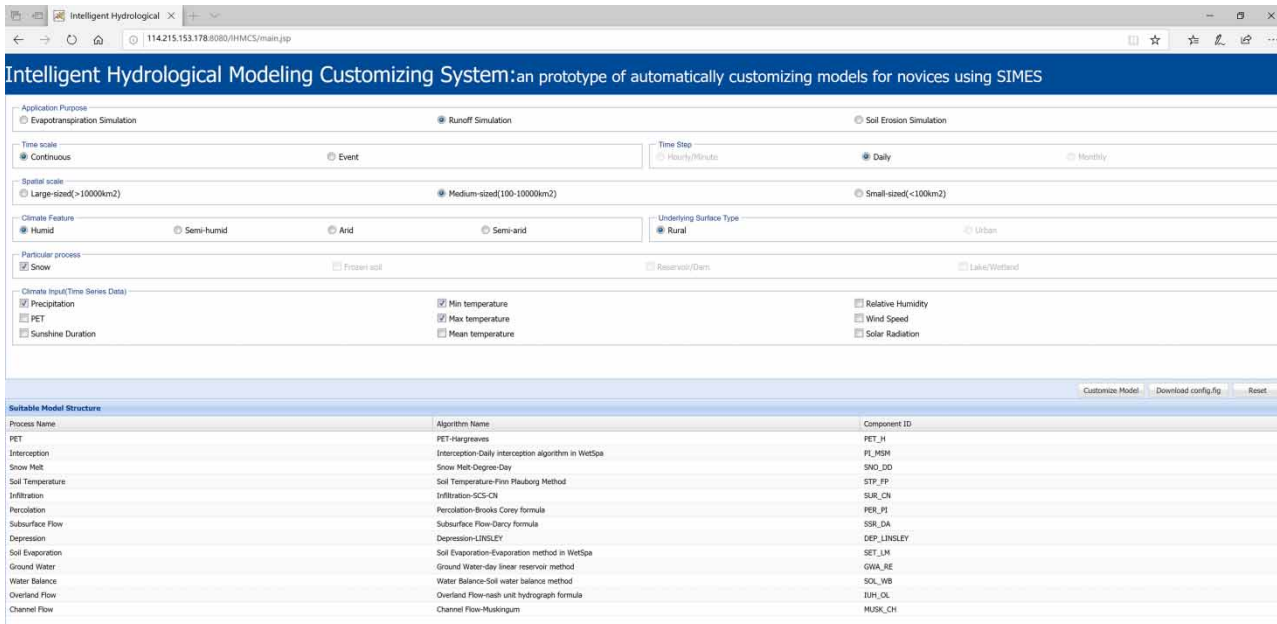 Intelligent Hydrological
114.215.153.178:8080/IHMCS/main.jsp
Intelligent Hydrological Modeling Customizing System:an prototype of automatically customizing models for novices using SIMES
Application Purpose
Evapotranspiration Simulation Runoff Simulation Soil Erosion Simulation
Time scale Time Step
Continuous Event Hourly/Minute Daily Monthly
Spatial scale
Large-sized(>10000km2) Medium-sized(100-10000km2) Small-sized(<100km2)
Climate Feature Underlying Surface Type
Humid Semi-humid Arid Semi-arid Rural Urban
Particular process
Snow Frozen soil Reservoir/Dam Lake/Wetland
Climate Input(Time Series Data)
Precipitation Min temperature Relative Humidity
PET Max temperature Wind Speed
Sunshine Duration Mean temperature Solar Radiation
Customize Model Download config.fig Reset
Suitable Model Structure
Process Name Algorithm Name Component ID
PET PET-Hargreaves PET_H
Interception Interception-Daily interception algorithm in WetSpa PI_MSM
Snow Melt Snow Melt-Degree-Day SNO_DD
Soil Temperature Soil Temperature-Finn Plauborg Method STP_FP
Infiltration Infiltration-SCS-CN SUR_CN
Percolation Percolation-Brooks Corey formula PER_PI
Subsurface Flow Subsurface Flow-Darcy formula SSR_DA
Depression Depression-LINSLEY DEP_LINSLEY
Soil Evaporation Soil Evaporation-Evaporation method in WetSpa SET_LM
Ground Water Ground Water-day linear reservoir method GWA_RE
Water Balance Water Balance-Soil water balance method SOL_WB
Overland Flow Overland Flow-nash unit hydrograph formula IUH_OL
Channel Flow Channel Flow-Muskingum MUSK_CH